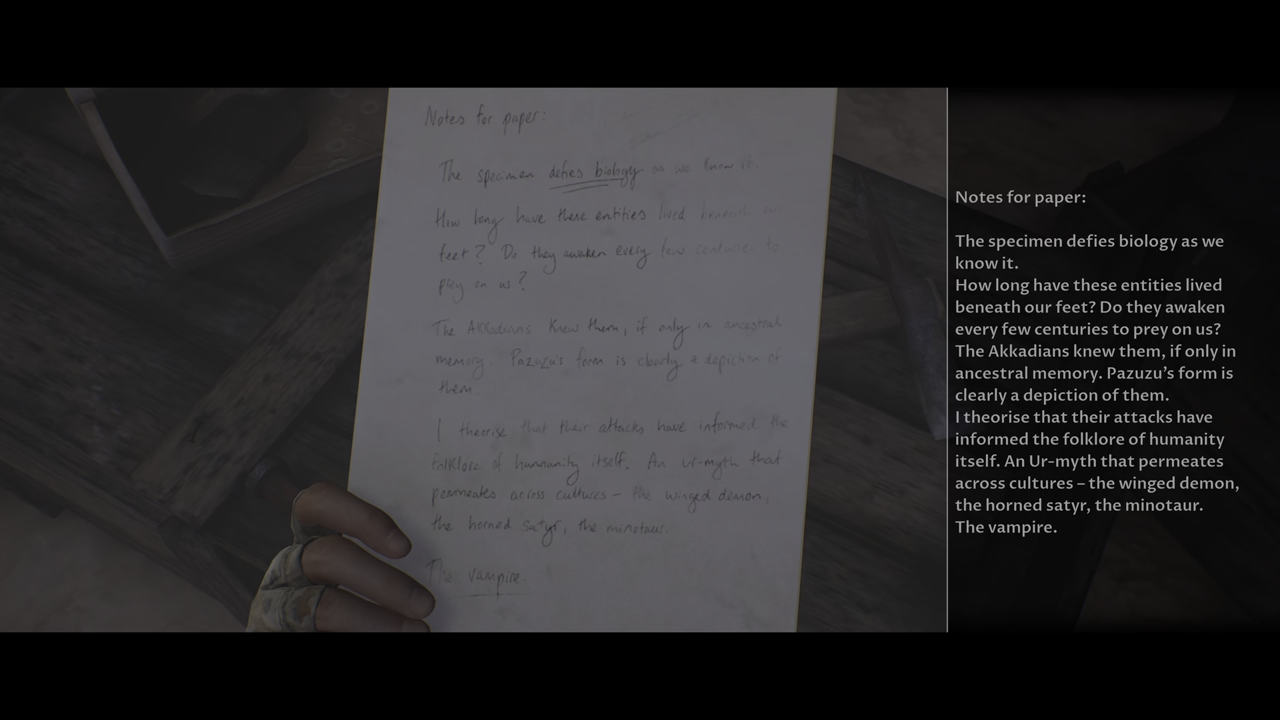 Notes for paper:
The specimen defies biology as we know it.
How long have these entities lived beneath our
feet? Do they awaken every few centuries to
prey on us?
The Akkadians knew them, if only in ancestral
memory. Pazuzu's form is clearly a depiction of
them.
I theorise that their attacks have informed the
folklore of humanity itself. An ur-myth that
permeates across cultures – the winged demon,
the horned satyr, the minotaur.
The vampire.
Notes for paper:
The specimen defies biology as we
know it.
How long have these entities lived
beneath our feet? Do they awaken
every few centuries to prey on us?
The Akkadians knew them, if only in
ancestral memory. Pazuzu's form is
clearly a depiction of them.
I theorise that their attacks have
informed the folklore of humanity
itself. An Ur-myth that permeates
across cultures – the winged demon,
the horned satyr, the minotaur.
The vampire.